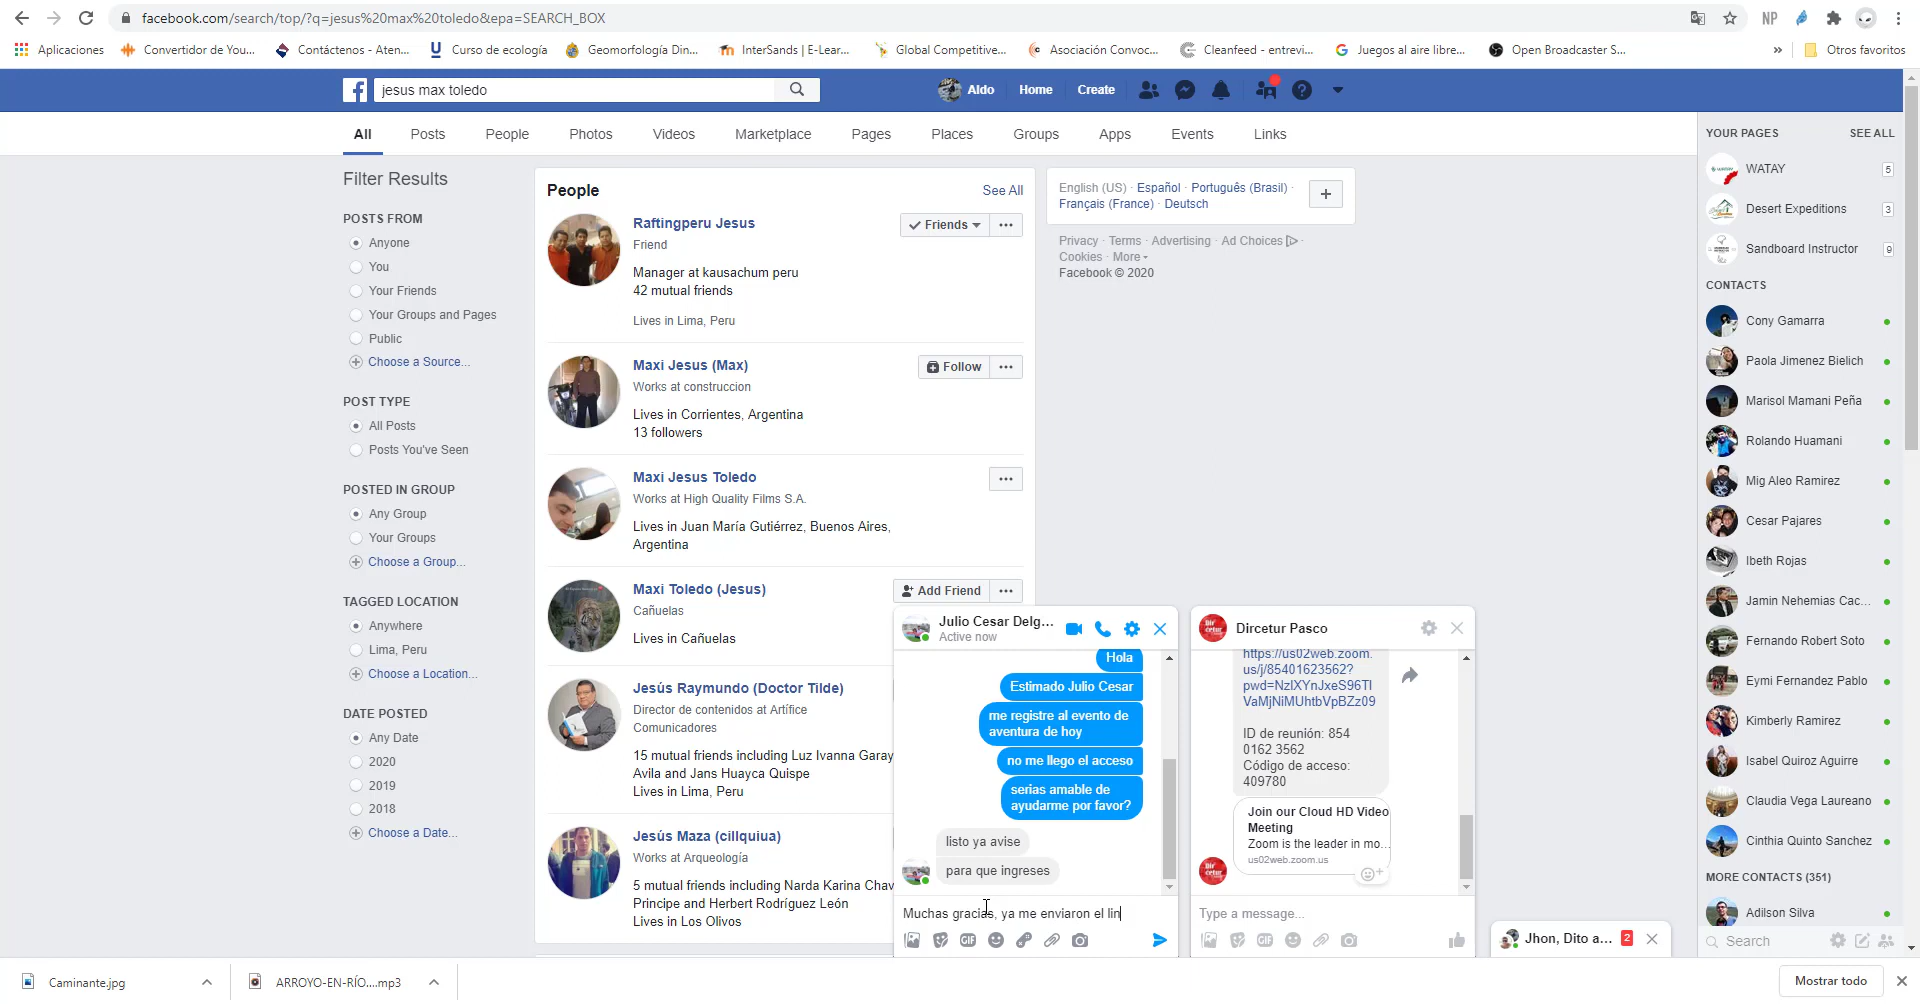 facebook.com/search/top/?q=jesus%20max%20toledo&epa=SEARCH_BOX
NP
Aplicaciones
Convertidor de You...
Contáctenos - Aten...
Curso de ecología
Geomorfología Din...
InterSands | E-Lear...
Global Competitive...
Asociación Convoc...
Cleanfeed - entrevi...
Juegos al aire libre...
Open Broadcaster S...
»
Otros favoritos
jesus max toledo
Aldo
Home
Create
All
Posts
People
Photos
Videos
Marketplace
Pages
Places
Groups
Apps
Events
Links
Filter Results
POSTS FROM
Anyone
You
Your Friends
Your Groups and Pages
Public
Choose a Source...
POST TYPE
All Posts
Posts You've Seen
POSTED IN GROUP
Any Group
Your Groups
Choose a Group...
TAGGED LOCATION
Anywhere
Lima, Peru
Choose a Location...
DATE POSTED
Any Date
2020
2019
2018
Choose a Date...
People
See All
Raftingperu Jesus
Friends
Friend
Manager at kausachum peru
42 mutual friends
Lives in Lima, Peru
Maxi Jesus (Max)
Follow
Works at construccion
Lives in Corrientes, Argentina
13 followers
Maxi Jesus Toledo
Works at High Quality Films S.A.
Lives in Juan María Gutiérrez, Buenos Aires,
Argentina
Maxi Toledo (Jesus)
Add Friend
Cañuelas
Lives in Cañuelas
Jesús Raymundo (Doctor Tilde)
Director de contenidos at Artífice
Comunicadores
15 mutual friends including Luz Ivanna Garay
Avila and Jans Huayca Quispe
Lives in Lima, Peru
Jesús Maza (cillquiua)
Works at Arqueología
5 mutual friends including Narda Karina Chav
Principe and Herbert Rodríguez León
Lives in Los Olivos
English (US) · Español · Português (Brasil) ·
Français (France) · Deutsch
Privacy · Terms · Advertising · Ad Choices ·
Cookies · More
Facebook © 2020
Julio Cesar Delg...
Active now
Hola
Estimado Julio Cesar
me registre al evento de
aventura de hoy
no me llego el acceso
serias amable de
ayudarme por favor?
listo ya avise
para que ingreses
Muchas gracias, ya me enviaron el lin
GIF
Dircetur Pasco
https://us02web.zoom.
us/j/85401623562?
pwd=NzlXYnJxeS96Tl
VaMjNiMUhtbVpBZz09
ID de reunión: 854
0162 3562
Código de acceso:
409780
Join our Cloud HD Video
Meeting
Zoom is the leader in mo...
us02web.zoom.us
Type a message...
GIF
Jhon, Dito a...
2
YOUR PAGES
SEE ALL
WATAY
5
Desert Expeditions
3
Sandboard Instructor
9
CONTACTS
Cony Gamarra
Paola Jimenez Bielich
Marisol Mamani Peña
Rolando Huamani
Mig Aleo Ramirez
Cesar Pajares
Ibeth Rojas
Jamin Nehemias Cac...
Fernando Robert Soto
Eymi Fernandez Pablo
Kimberly Ramirez
Isabel Quiroz Aguirre
Claudia Vega Laureano
Cinthia Quinto Sanchez
MORE CONTACTS (351)
Adilson Silva
Search
Caminante.jpg
ARROYO-EN-RÍO....mp3
Mostrar todo